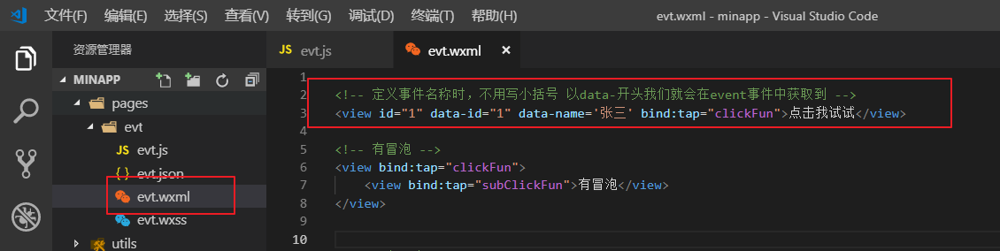 文件(F) 编辑(E) 选择(S) 查看(V) 转到(G) 调试(D) 终端(T) 帮助(H) evt.wxml - minapp - Visual Studio Code
资源管理器
MINAPP
pages
evt
JS evt.js
{ } evt.json
evt.wxml
evt.wxss
utils
JS evt.js evt.wxml ×
1
2 <!-- 定义事件名称时，不用写小括号 以data-开头我们就会在event事件中获取到 -->
3 <view id="1" data-id="1" data-name='张三' bind:tap="clickFun">点击我试试</view>
4
5 <!-- 有冒泡 -->
6 <view bind:tap="clickFun">
7 <view bind:tap="subClickFun">有冒泡</view>
8 </view>
9
10